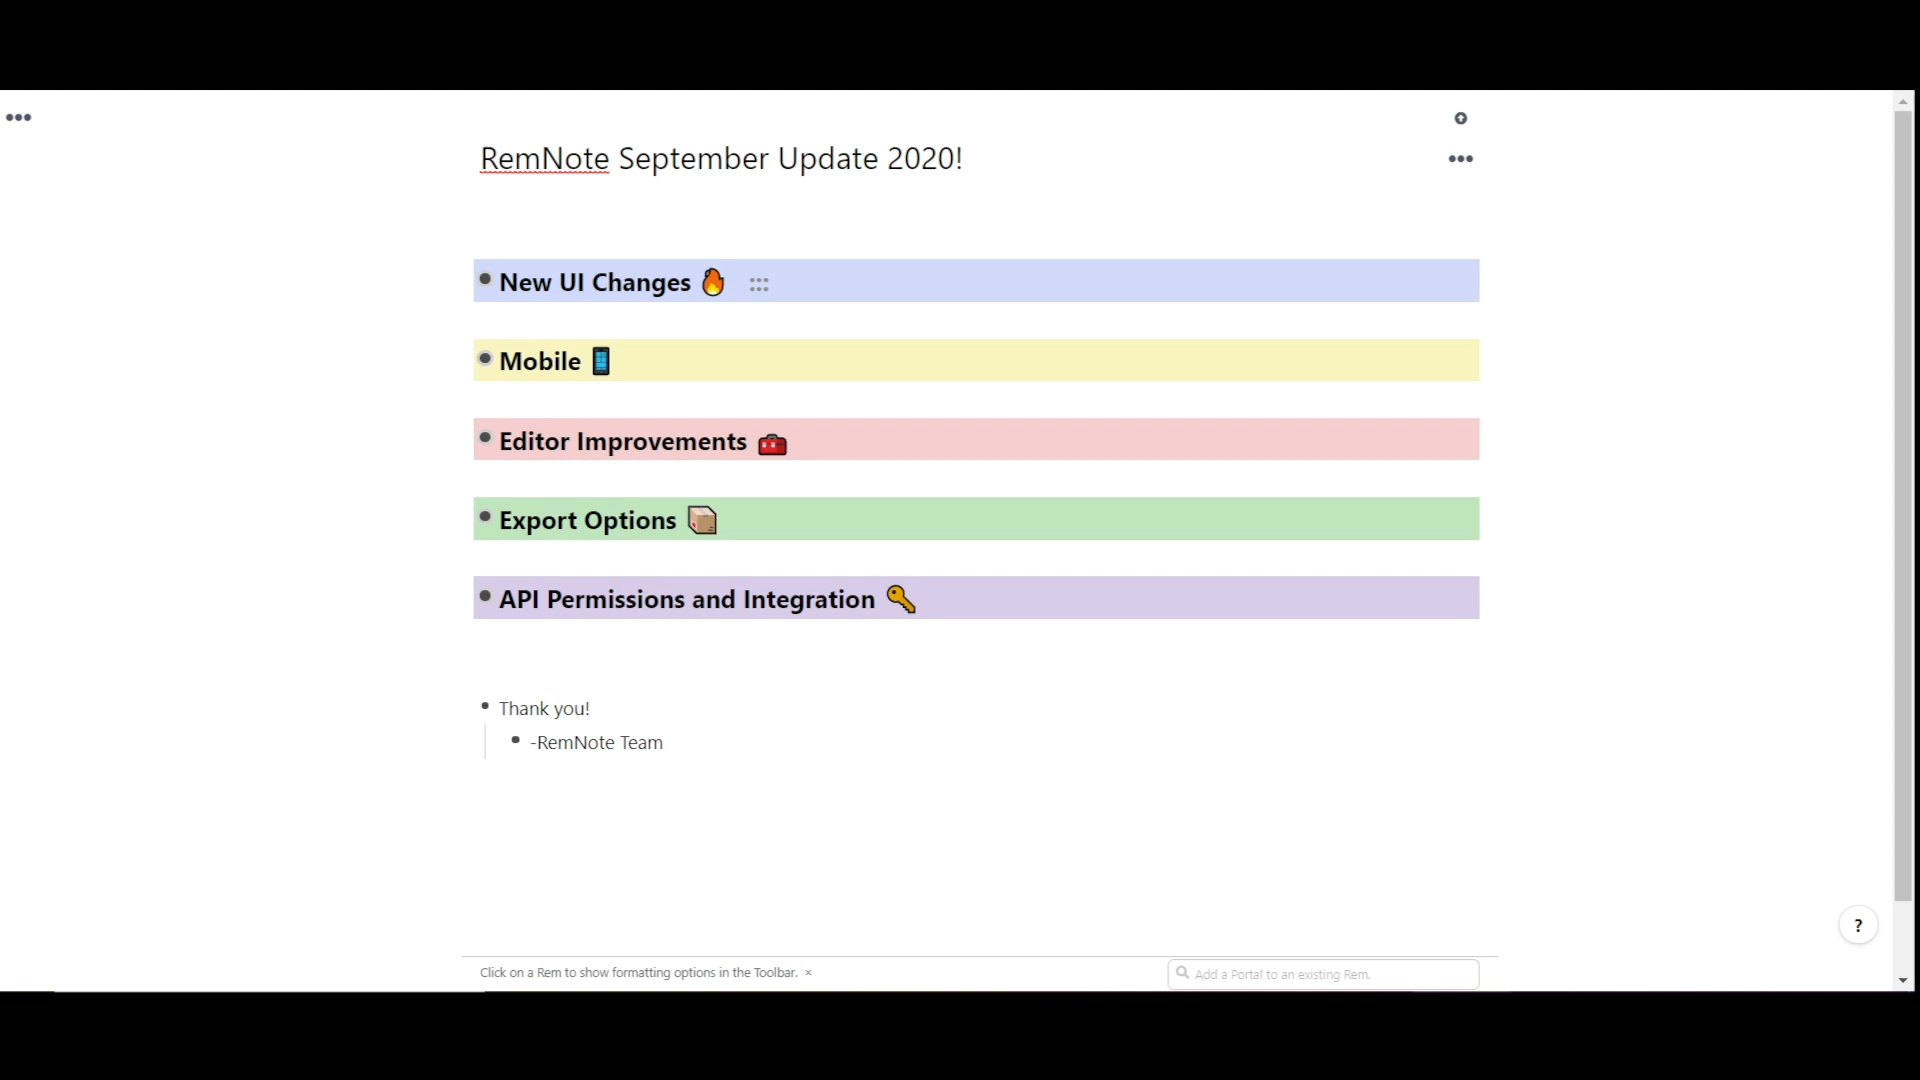 RemNote September Update 2020!
New UI Changes 🔥
Mobile 📱
Editor Improvements 🧰
Export Options 📦
API Permissions and Integration 🔑
Thank you!
-RemNote Team
?
Click on a Rem to show formatting options in the Toolbar. ×
Add a Portal to an existing Rem.